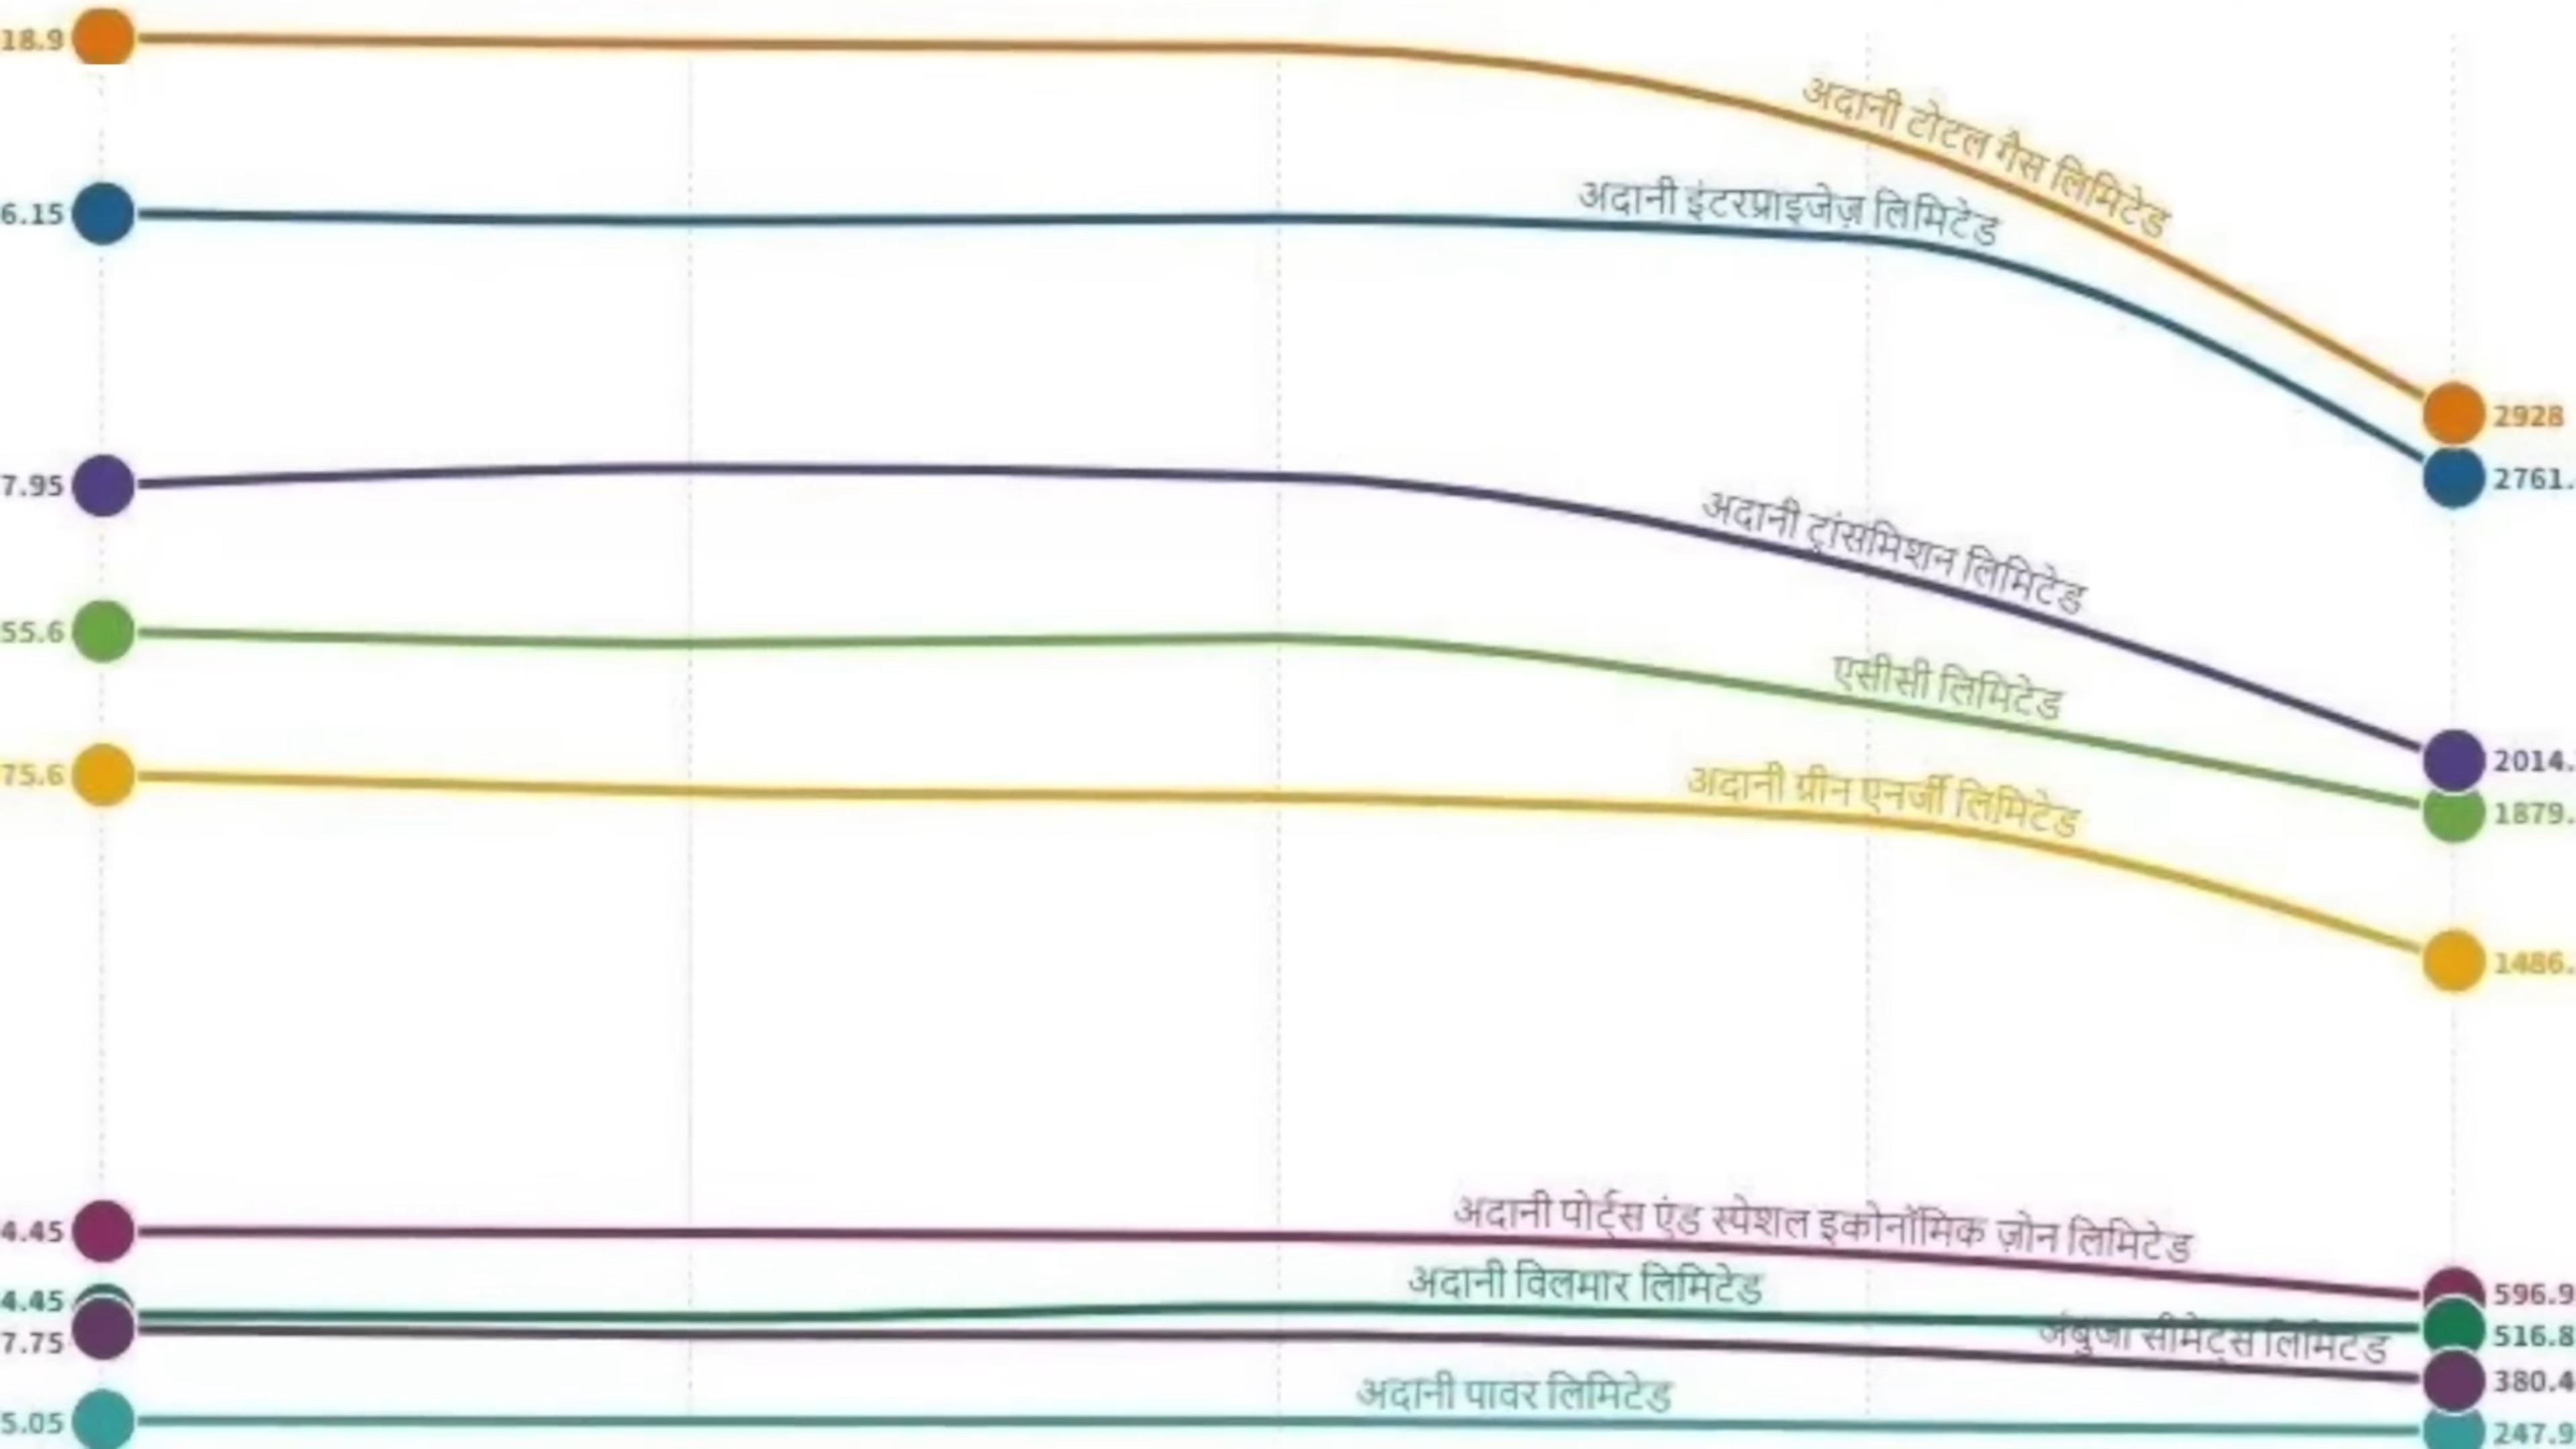 18.9
अदानी टोटल गैस लिमिटेड
अदानी इंटरप्राइजेज़ लिमिटेड
6.15
2928
2761.
7.95
अदानी ट्रांसमिशन लिमिटेड
55.6
एसीसी लिमिटेड
2014.
75.6
अदानी ग्रीन एनर्जी लिमिटेड
1879.
1486.
4.45
अदानी पोर्ट्स एंड स्पेशल इकोनॉमिक ज़ोन लिमिटेड
4.45
अदानी विलमार लिमिटेड
596.9
7.75
अंबुजा सीमेंट्स लिमिटेड
516.8
380.4
अदानी पावर लिमिटेड
5.05
247.9